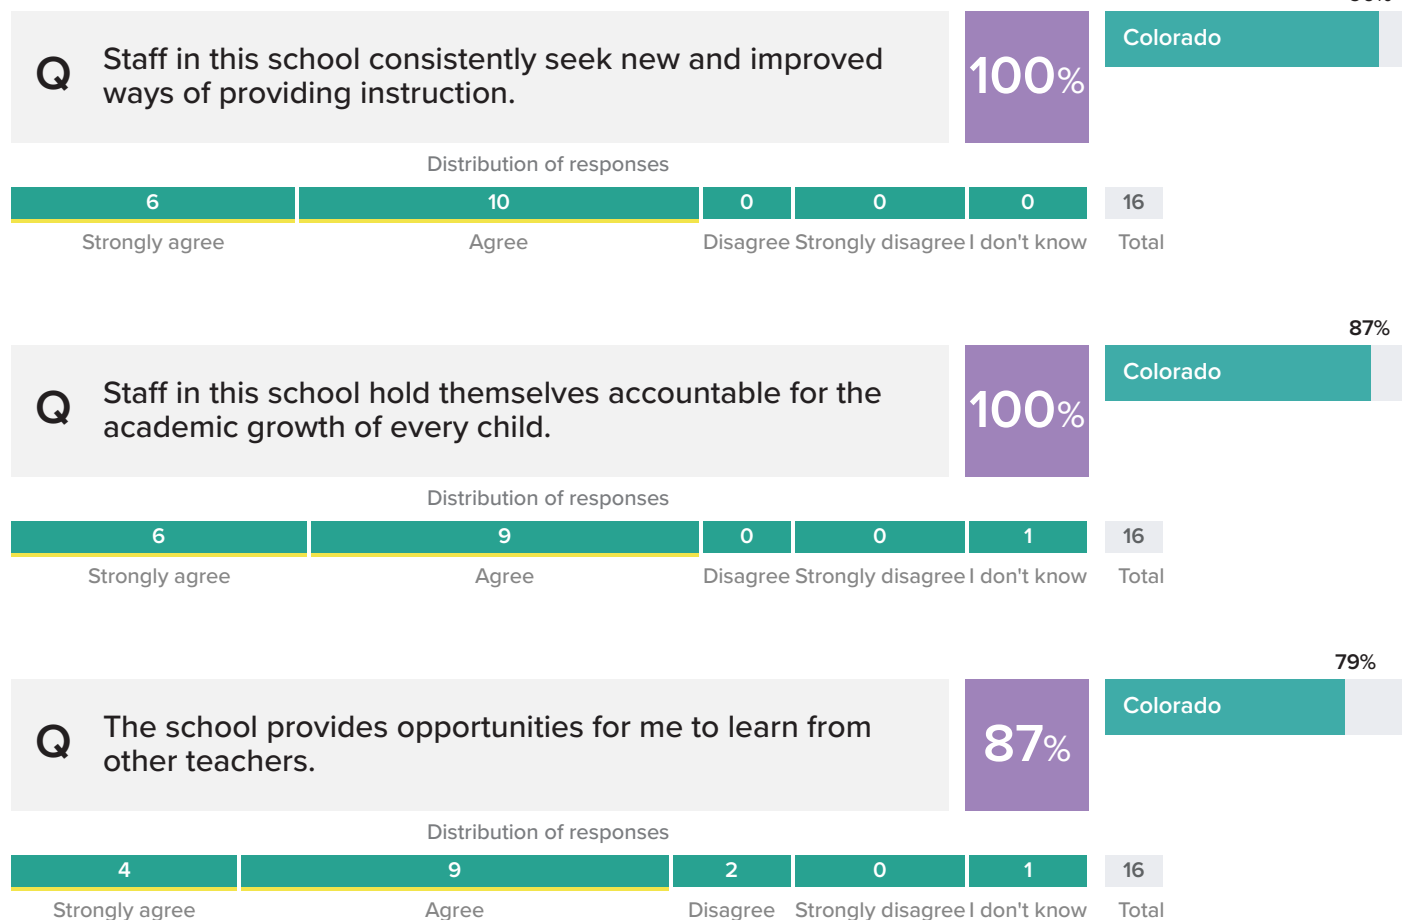 Q
Staff in this school consistently seek new and improved
ways of providing instruction.
100%
Colorado
Distribution of responses
6 10 0 0 0 16
Strongly agree Agree Disagree Strongly disagree I don't know Total
87%
Q
Staff in this school hold themselves accountable for the
academic growth of every child.
100%
Colorado
Distribution of responses
6 9 0 0 1 16
Strongly agree Agree Disagree Strongly disagree I don't know Total
79%
Q
The school provides opportunities for me to learn from
other teachers.
87%
Colorado
Distribution of responses
4 9 2 0 1 16
Strongly agree Agree Disagree Strongly disagree I don't know Total